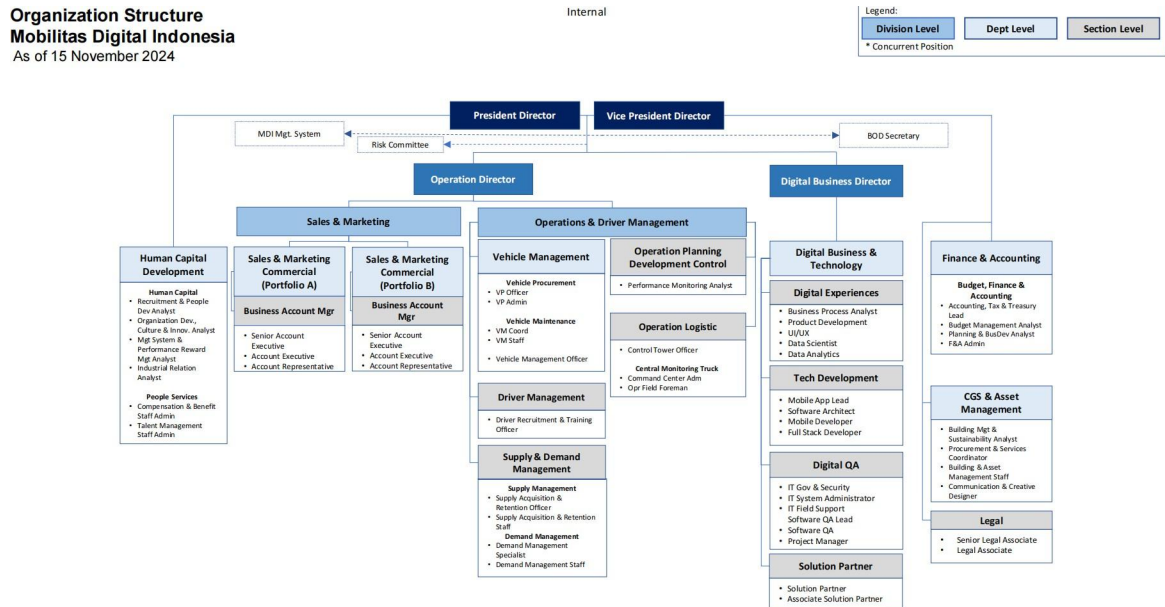 Organization Structure
Mobilitas Digital Indonesia
As of 15 November 2024
Internal
Legend:
Division Level
Dept Level
Section Level
* Concurrent Position
President Director
Vice President Director
MDI Mgt. System
BOD Secretary
Risk Committee
Operation Director
Digital Business Director
Sales & Marketing
Operations & Driver Management
Human Capital
Development
Human Capital
• Recruitment & People
Dev Analyst
• Organization Dev.,
Culture & Innov. Analyst
• Mgt System &
Performance Reward
Mgt Analyst
• Industrial Relation
Analyst
People Services
• Compensation & Benefit
Staff Admin
• Talent Management
Staff Admin
Sales & Marketing
Commercial
(Portfolio A)
Business Account Mgr
• Senior Account
Executive
• Account Executive
• Account Representative
Sales & Marketing
Commercial
(Portfolio B)
Business Account
Mgr
• Senior Account
Executive
• Account Executive
• Account Representative
Vehicle Management
Vehicle Procurement
• VP Officer
• VP Admin
Vehicle Maintenance
• VM Coord
• VM Staff
• Vehicle Management Officer
Driver Management
• Driver Recruitment & Training
Officer
Supply & Demand
Management
Supply Management
• Supply Acquisition &
Retention Officer
• Supply Acquisition & Retention
Staff
Demand Management
• Demand Management
Specialist
• Demand Management Staff
Operation Planning
Development Control
• Performance Monitoring Analyst
Operation Logistic
• Control Tower Officer
Central Monitoring Truck
• Command Center Adm
• Opr Field Foreman
Digital Business &
Technology
Digital Experiences
• Business Process Analyst
• Product Development
• UI/UX
• Data Scientist
• Data Analytics
Tech Development
• Mobile App Lead
• Software Architect
• Mobile Developer
• Full Stack Developer
Digital QA
• IT Gov & Security
• IT System Administrator
• IT Field Support
Software QA Lead
• Software QA
• Project Manager
Solution Partner
• Solution Partner
• Associate Solution Partner
Finance & Accounting
Budget, Finance &
Accounting
• Accounting, Tax & Treasury
Lead
• Budget Management Analyst
• Planning & BusDev Analyst
• F&A Admin
CGS & Asset
Management
• Building Mgt &
Sustainability Analyst
• Procurement & Services
Coordinator
• Building & Asset
Management Staff
• Communication & Creative
Designer
Legal
• Senior Legal Associate
• Legal Associate